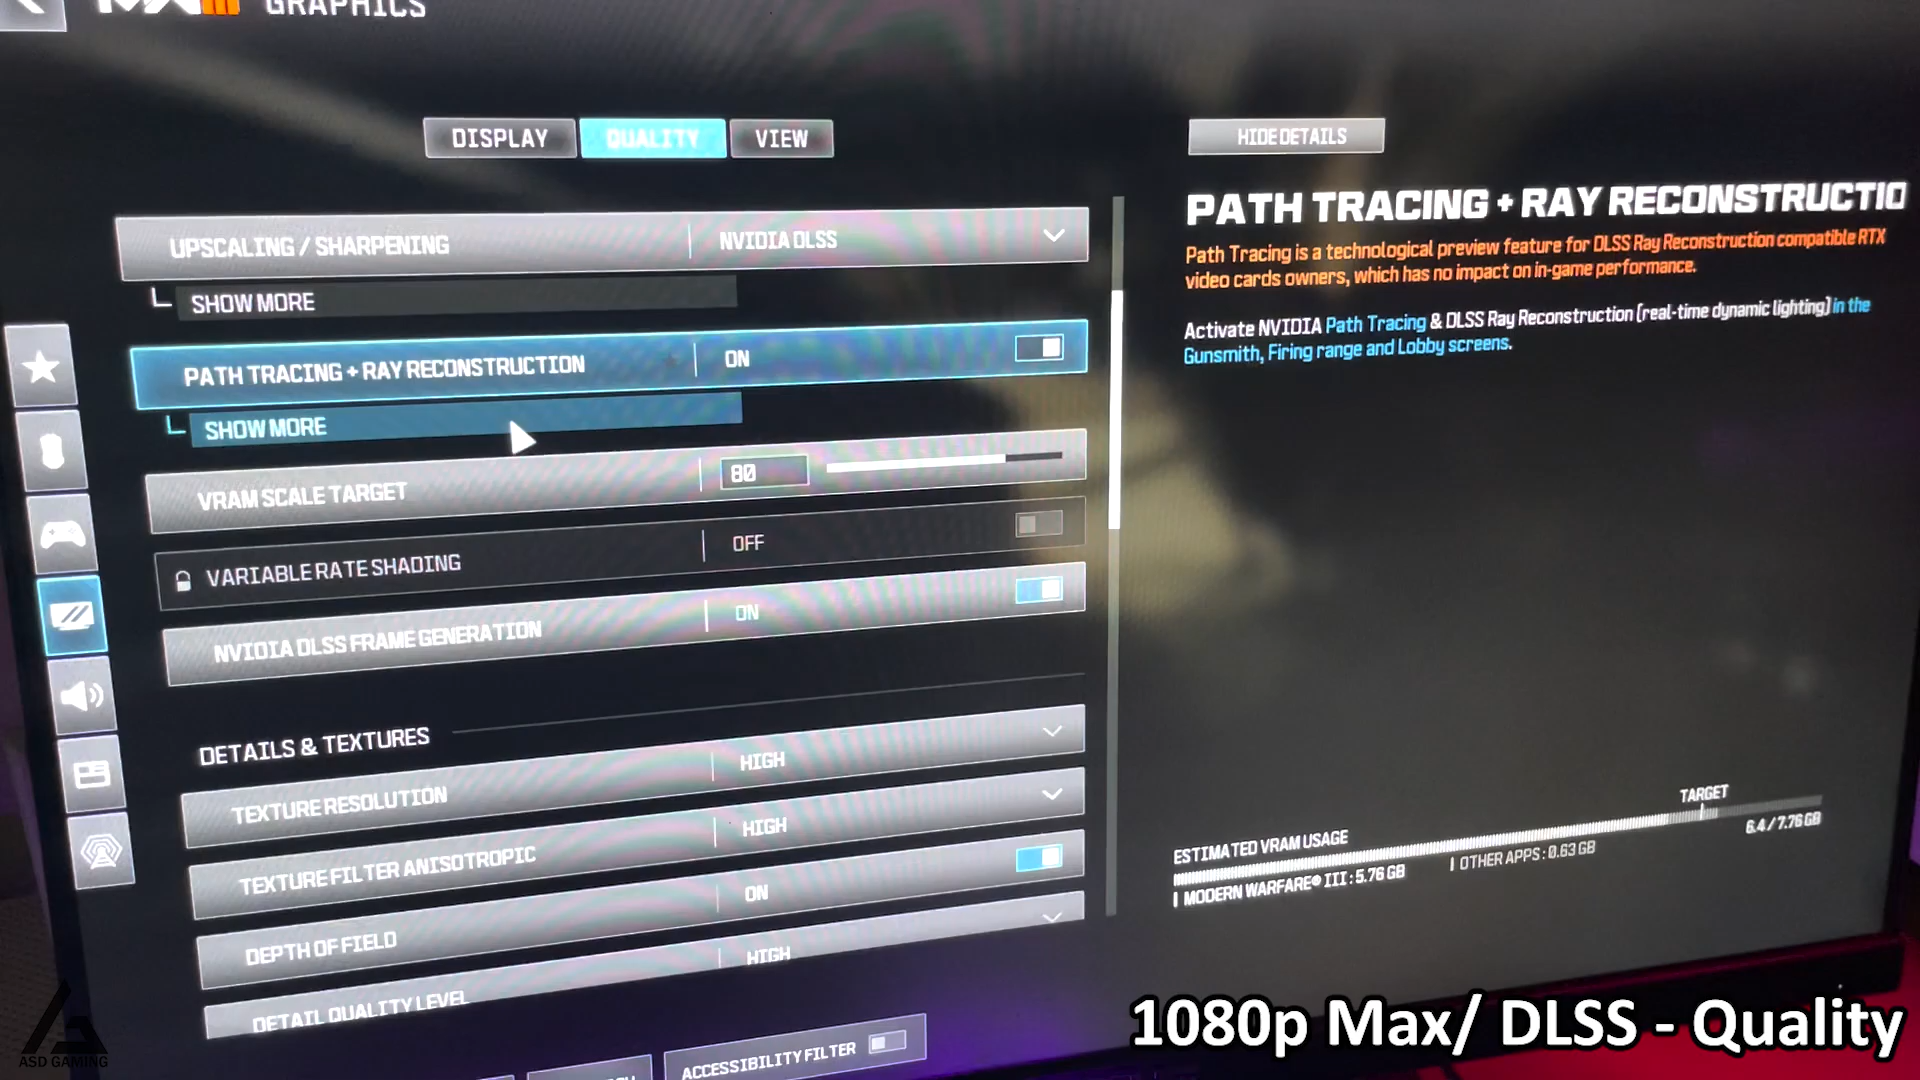 GRAPHICS
DISPLAY
QUALITY
VIEW
HIDE DETAILS
UPSCALING / SHARPENING
NVIDIA DLSS
SHOW MORE
PATH TRACING + RAY RECONSTRUCTION
ON
SHOW MORE
VRAM SCALE TARGET
80
VARIABLE RATE SHADING
OFF
NVIDIA DLSS FRAME GENERATION
ON
DETAILS & TEXTURES
TEXTURE RESOLUTION
HIGH
TEXTURE FILTER ANISOTROPIC
HIGH
DEPTH OF FIELD
ON
DETAIL QUALITY LEVEL
HIGH
ACCESSIBILITY FILTER
PATH TRACING + RAY RECONSTRUCTIO
Path Tracing is a technological preview feature for DLSS Ray Reconstruction compatible RTX
video cards owners, which has no impact on in-game performance.
Activate NVIDIA Path Tracing & DLSS Ray Reconstruction (real-time dynamic lighting) in the
Gunsmith, Firing range and Lobby screens.
TARGET
ESTIMATED VRAM USAGE
6.4 / 7.76 GB
MODERN WARFARE® III : 5.76 GB
OTHER APPS : 0.63 GB
1080p Max/ DLSS - Quality
ASD GAMING